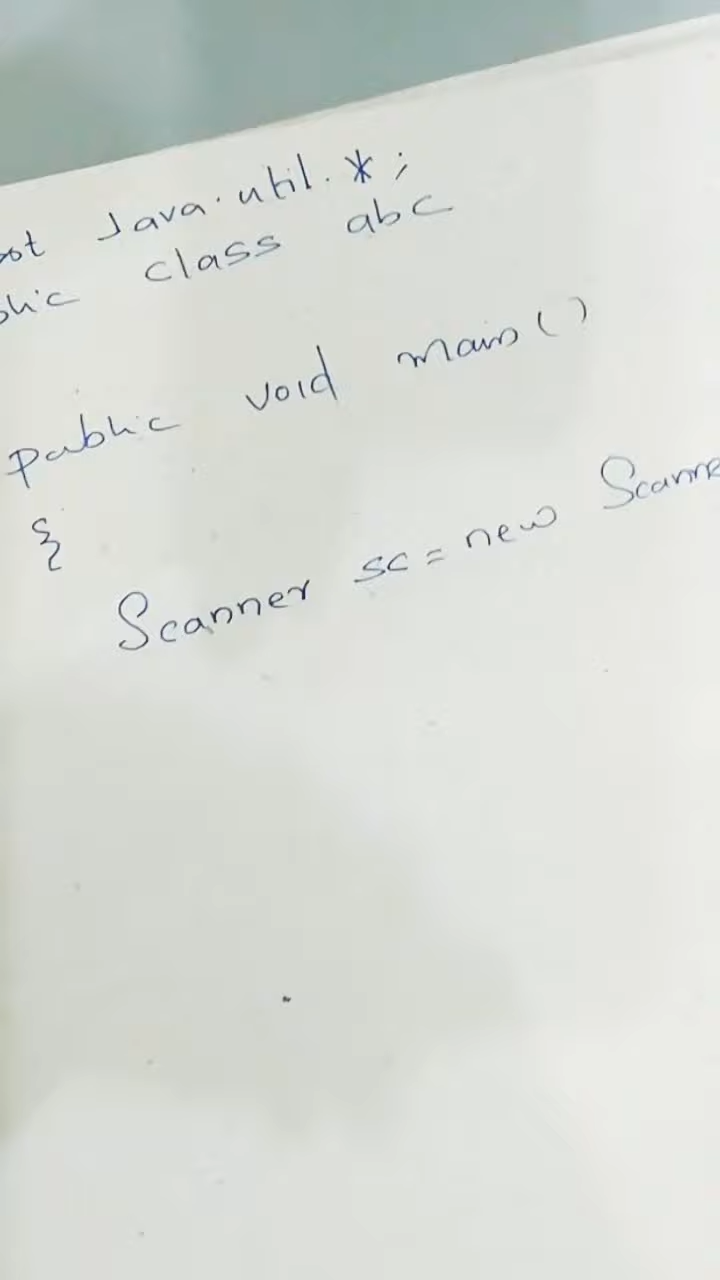 Java.util.*;
class abc
public void main()
{
Scanner sc = new